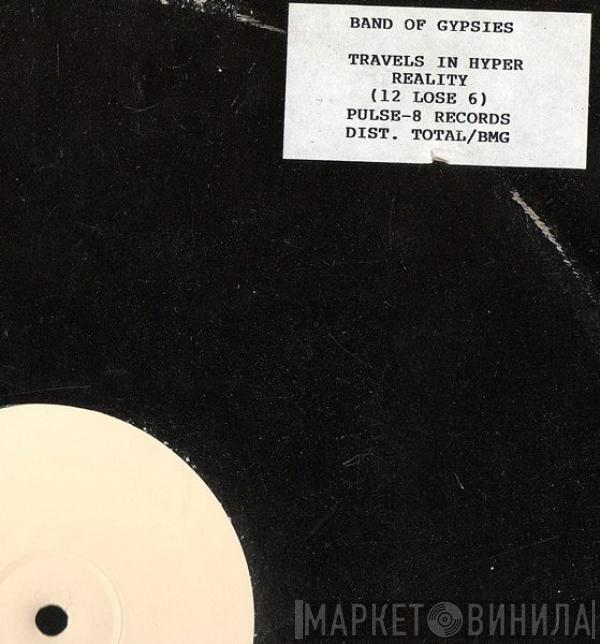 BAND OF GYPSIES
TRAVELS IN HYPER
REALITY
(12 LOSE 6)
PULSE-8 RECORDS
DIST. TOTAL/BMG
МАРКЕТ ВИНИЛА